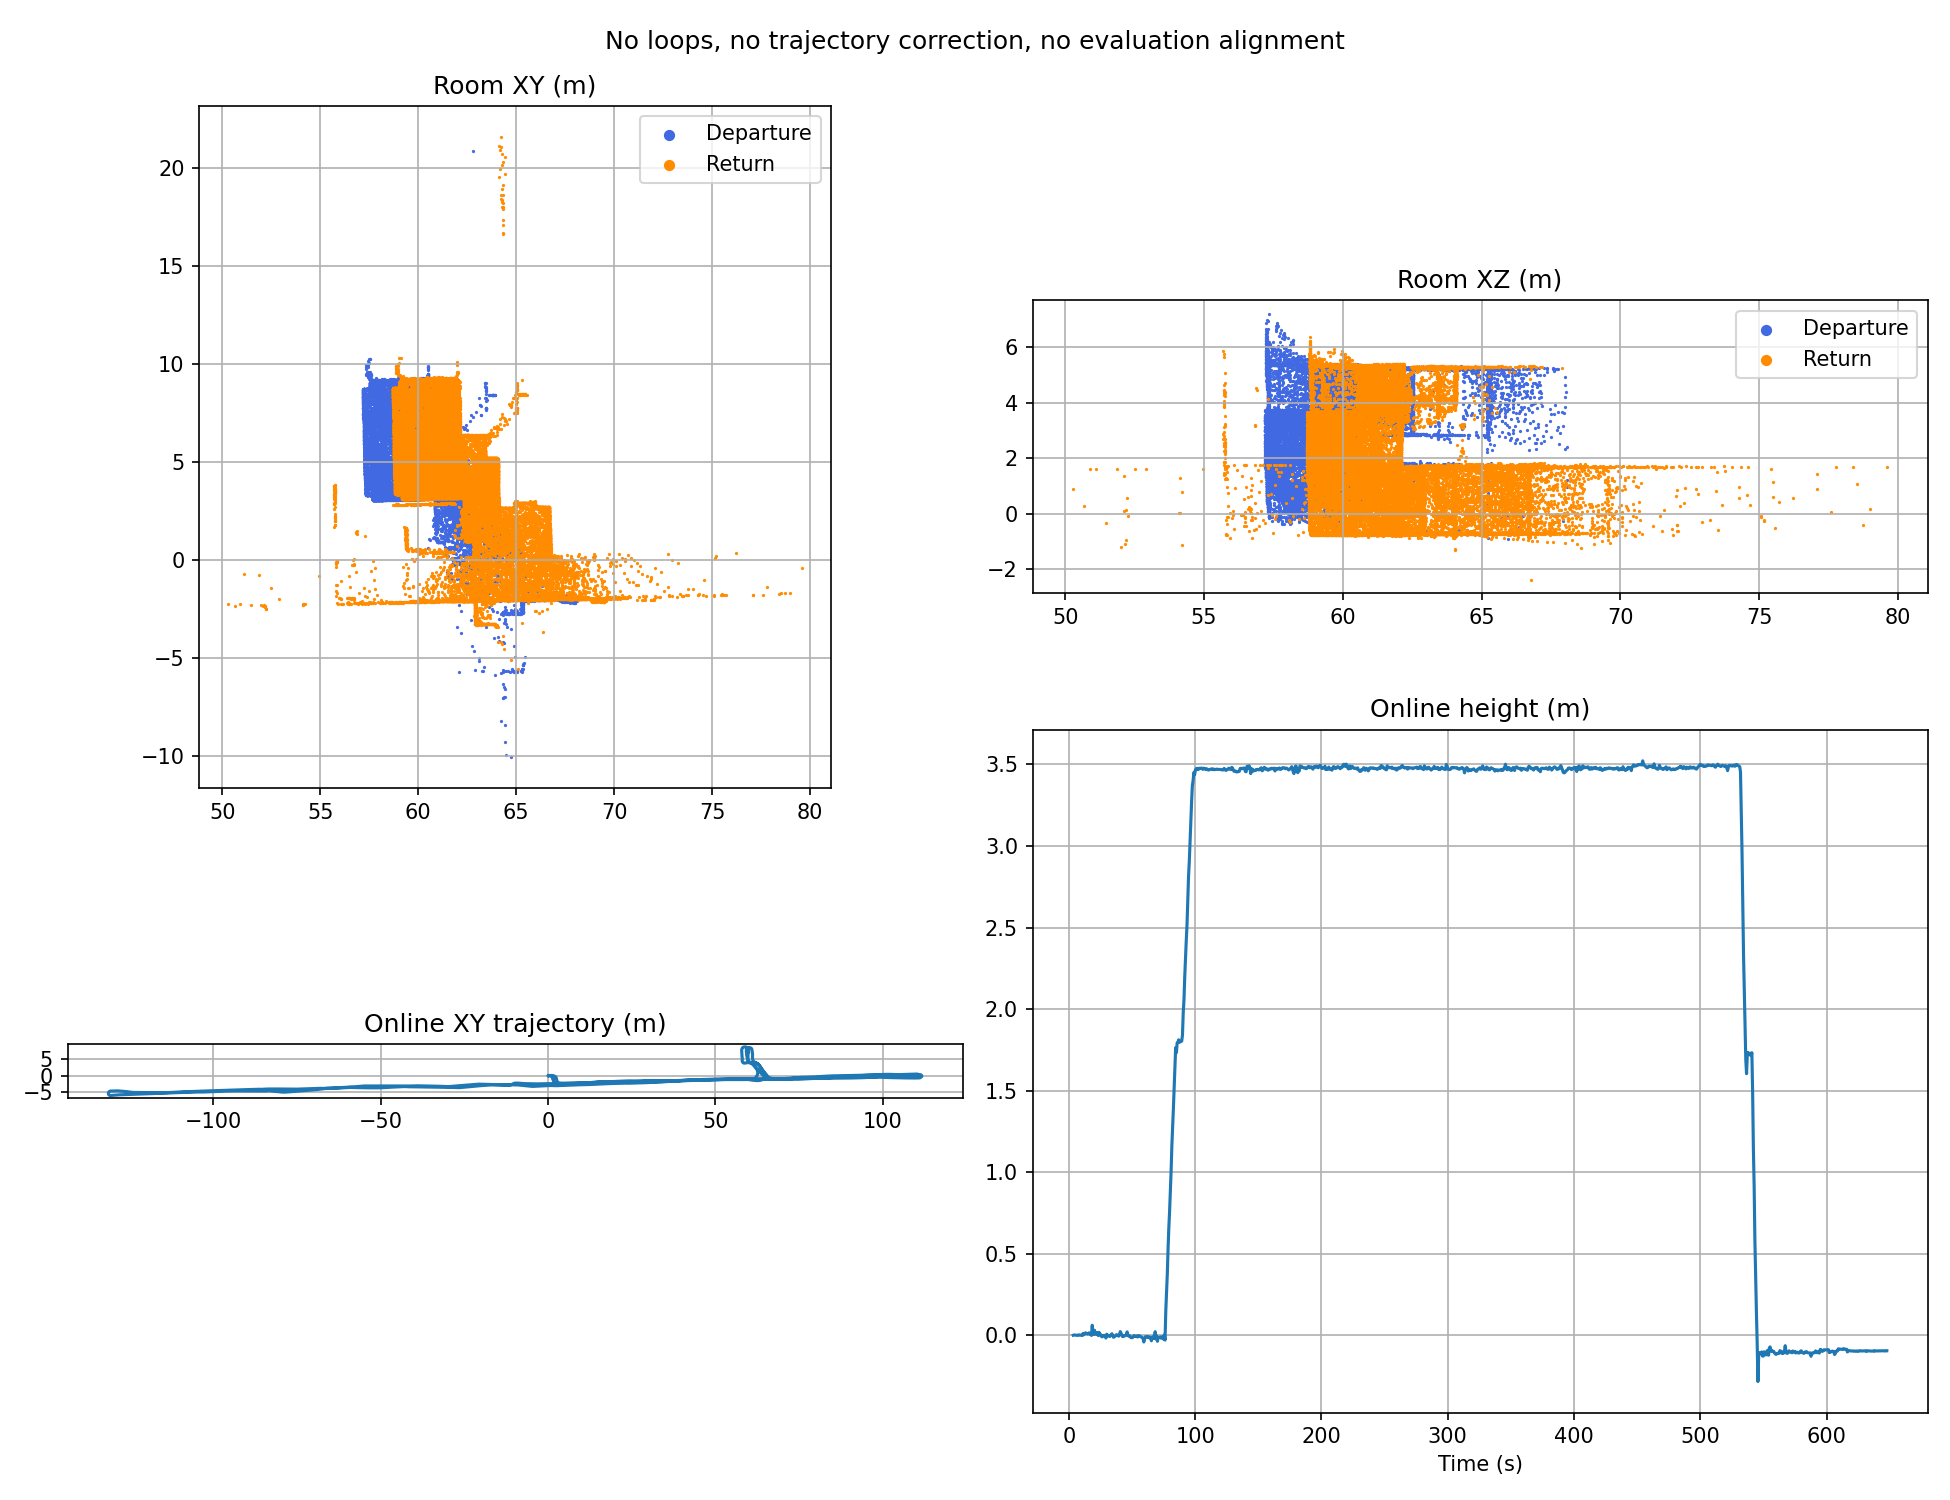 No loops, no trajectory correction, no evaluation alignment
Room XY (m)
Departure
Return
20
15
10
5
0
−5
−10
50 55 60 65 70 75 80
Room XZ (m)
Departure
Return
6
4
2
0
−2
50 55 60 65 70 75 80
Online XY trajectory (m)
5
0
−5
−100 −50 0 50 100
Online height (m)
3.5
3.0
2.5
2.0
1.5
1.0
0.5
0.0
0 100 200 300 400 500 600
Time (s)